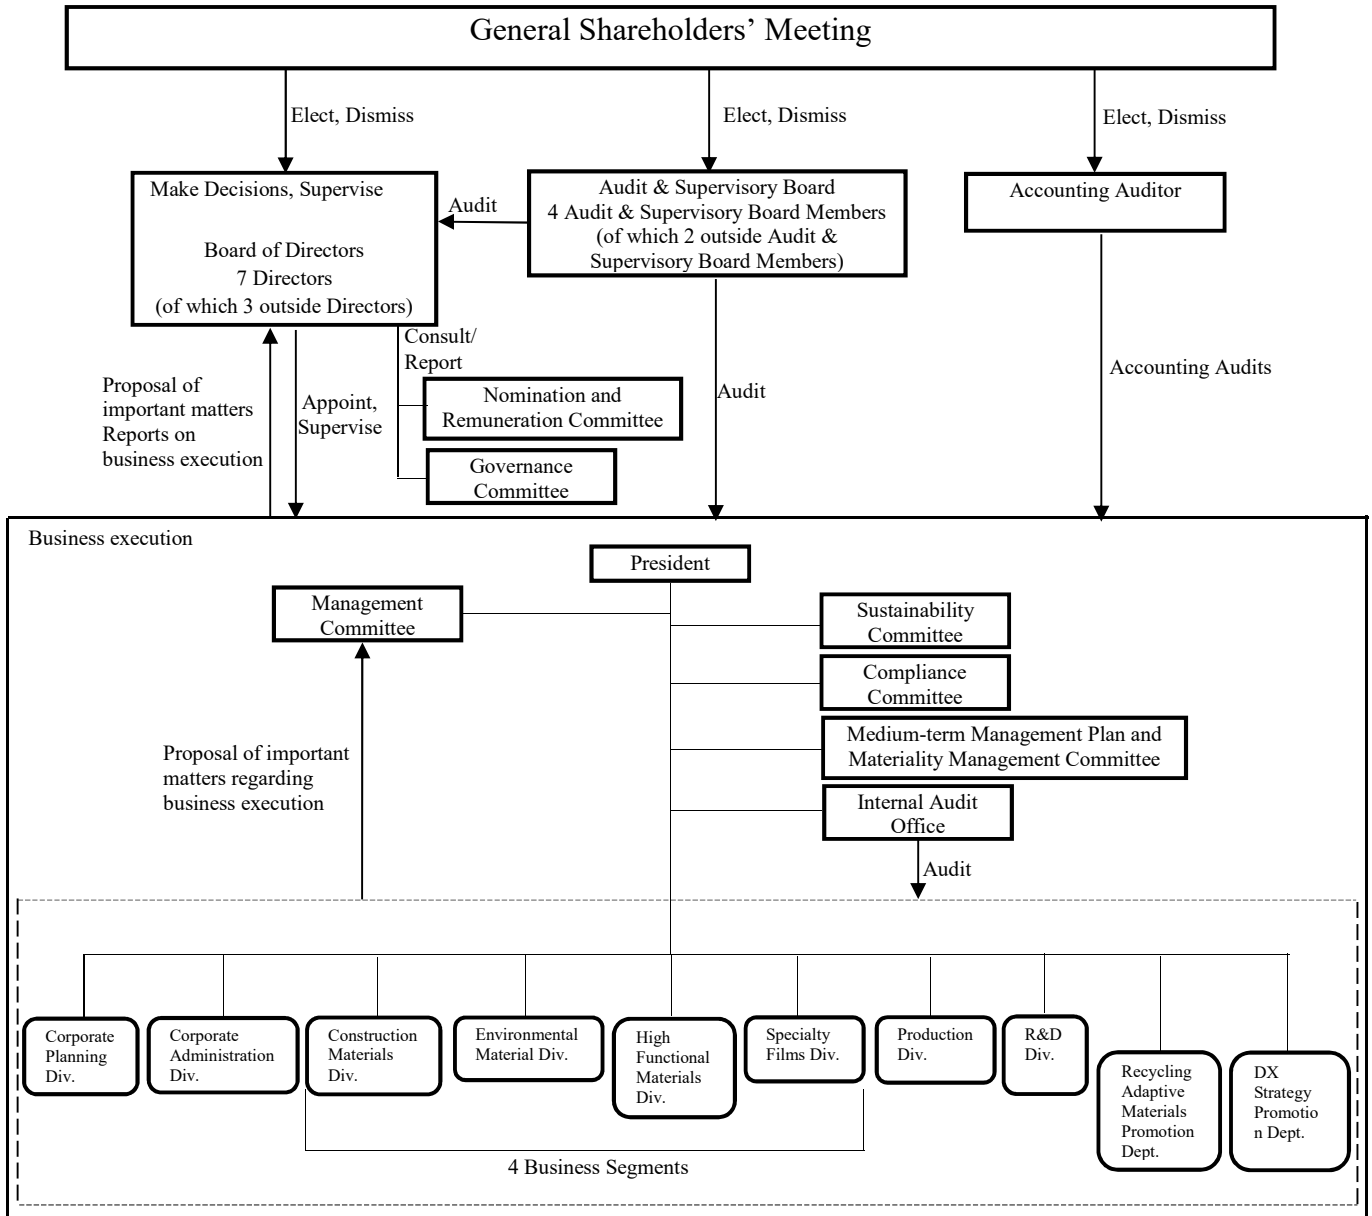 General Shareholders’ Meeting
Elect, Dismiss
Elect, Dismiss
Elect, Dismiss
Make Decisions, Supervise
Board of Directors
7 Directors
(of which 3 outside Directors)
Audit
Audit & Supervisory Board
4 Audit & Supervisory Board Members
(of which 2 outside Audit &
Supervisory Board Members)
Accounting Auditor
Consult/
Report
Nomination and
Remuneration Committee
Governance
Committee
Proposal of
important matters
Reports on
business execution
Appoint,
Supervise
Audit
Accounting Audits
Business execution
President
Management
Committee
Sustainability
Committee
Compliance
Committee
Medium-term Management Plan and
Materiality Management Committee
Internal Audit
Office
Audit
Proposal of important
matters regarding
business execution
Corporate
Planning
Div.
Corporate
Administration
Div.
Construction
Materials
Div.
Environmental
Material Div.
High
Functional
Materials
Div.
Specialty
Films Div.
Production
Div.
R&D
Div.
Recycling
Adaptive
Materials
Promotion
Dept.
DX
Strategy
Promotio
n Dept.
4 Business Segments